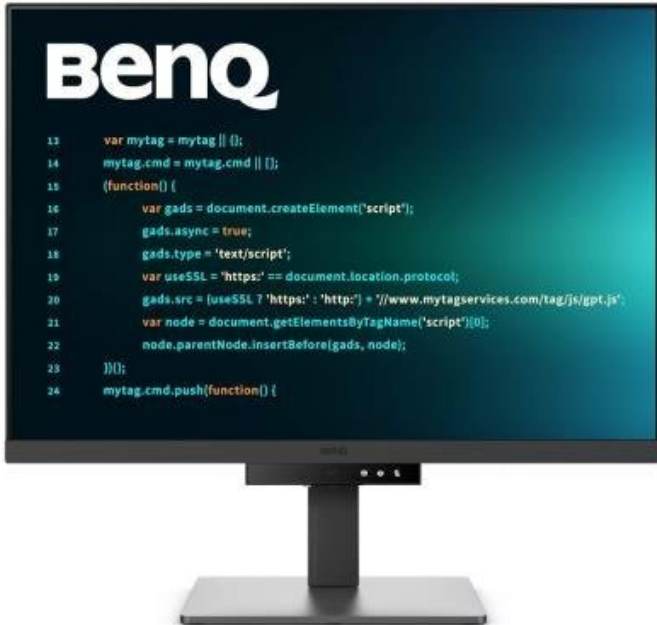 BenQ
13 var mytag = mytag || {};
14 mytag.cmd = mytag.cmd || [];
15 (function() {
16 var gads = document.createElement('script');
17 gads.async = true;
18 gads.type = 'text/script';
19 var useSSL = 'https:' == document.location.protocol;
20 gads.src = (useSSL ? 'https:' : 'http:') + '//www.mytagservices.com/tag/js/gpt.js';
21 var node = document.getElementsByTagName('script')[0];
22 node.parentNode.insertBefore(gads, node);
23 })();
24 mytag.cmd.push(function() {
BenQ